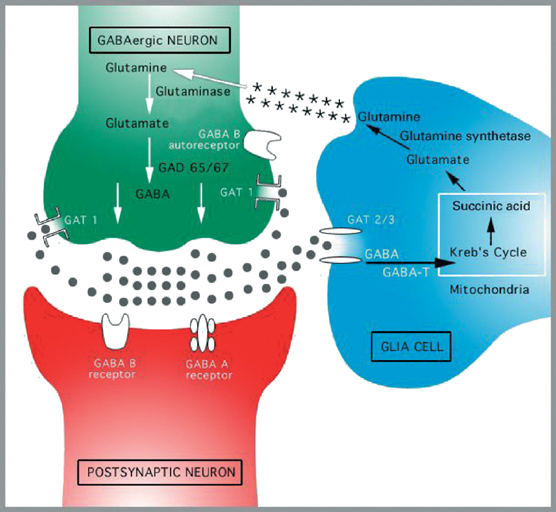 GABAergic NEURON
Glutamine
Glutaminase
Glutamate
GABA B
autoreceptor
GAD 65/67
GABA
GAT 1
GAT 1
Glutamine
Glutamine synthetase
Glutamate
Succinic acid
GAT 2/3
GABA
Kreb's Cycle
GABA-T
Mitochondria
GLIA CELL
GABA B
receptor
GABA A
receptor
POSTSYNAPTIC NEURON